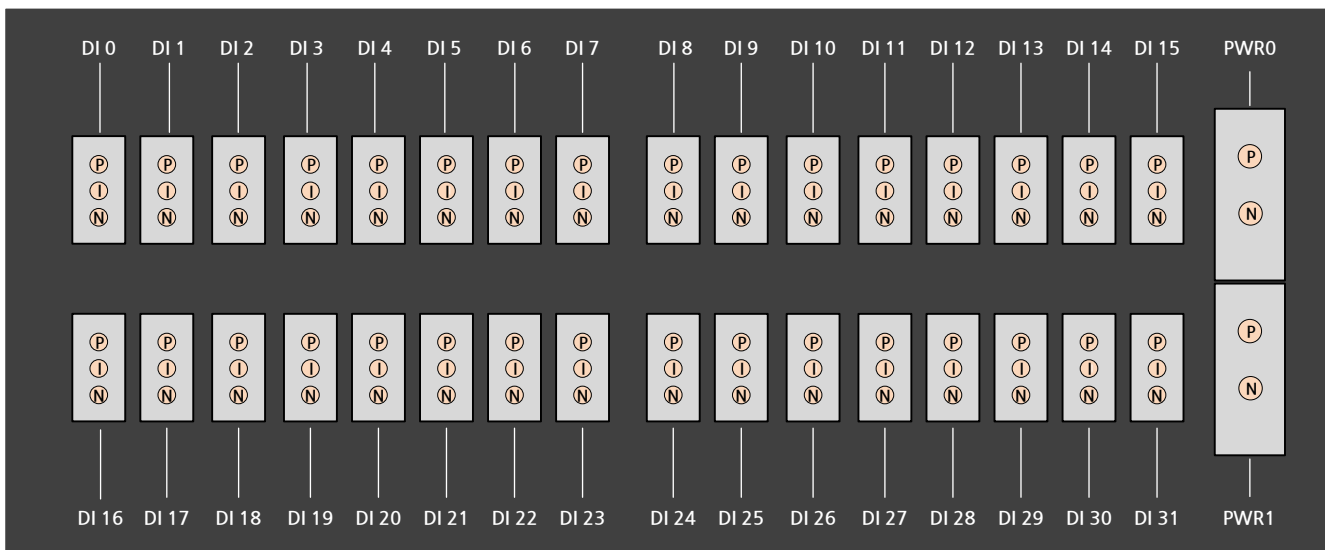 DI 0 DI 1 DI 2 DI 3 DI 4 DI 5 DI 6 DI 7 DI 8 DI 9 DI 10 DI 11 DI 12 DI 13 DI 14 DI 15 PWR0
P P P P P P P P P P P P P P P P P
I I I I I I I I I I I I I I I I
N N N N N N N N N N N N N N N N N
P P P P P P P P P P P P P P P P P
I I I I I I I I I I I I I I I I
N N N N N N N N N N N N N N N N N
DI 16 DI 17 DI 18 DI 19 DI 20 DI 21 DI 22 DI 23 DI 24 DI 25 DI 26 DI 27 DI 28 DI 29 DI 30 DI 31 PWR1